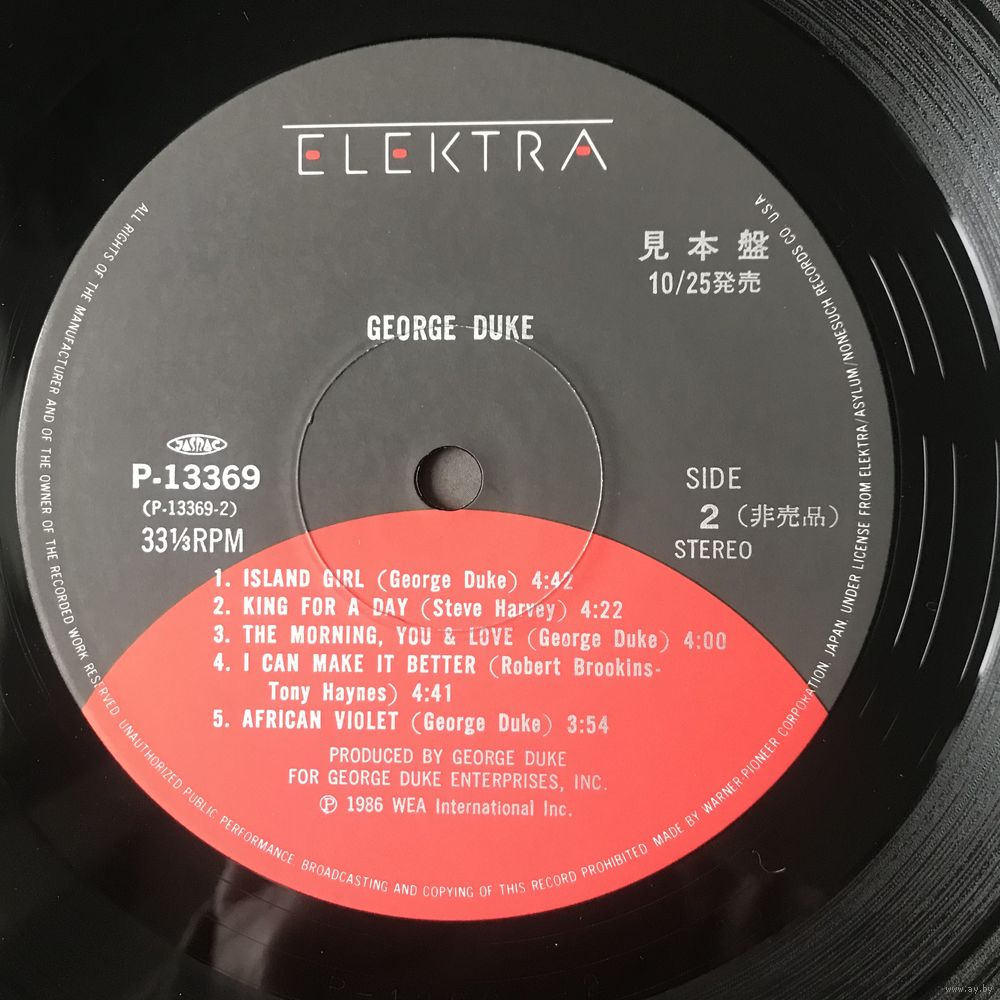 ELEKTRA
見本盤
10/25発売
GEORGE DUKE
JASRAC
P-13369
(P-13369-2)
33⅓RPM
SIDE
2 (非売品)
STEREO
1. ISLAND GIRL (George Duke) 4:42
2. KING FOR A DAY (Steve Harvey) 4:22
3. THE MORNING, YOU & LOVE (George Duke) 4:00
4. I CAN MAKE IT BETTER (Robert Brookins-
Tony Haynes) 4:41
5. AFRICAN VIOLET (George Duke) 3:54
PRODUCED BY GEORGE DUKE
FOR GEORGE DUKE ENTERPRISES, INC.
℗ 1986 WEA International Inc.
ALL RIGHTS OF THE MANUFACTURER AND OF THE OWNER OF THE RECORDED WORK RESERVED UNAUTHORIZED PUBLIC PERFORMANCE BROADCASTING AND COPYING OF THIS RECORD PROHIBITED MADE BY WARNER-PIONEER CORPORATION, JAPAN, UNDER LICENSE FROM ELEKTRA/ASYLUM/NONESUCH RECORDS CO USA
www.ay.by